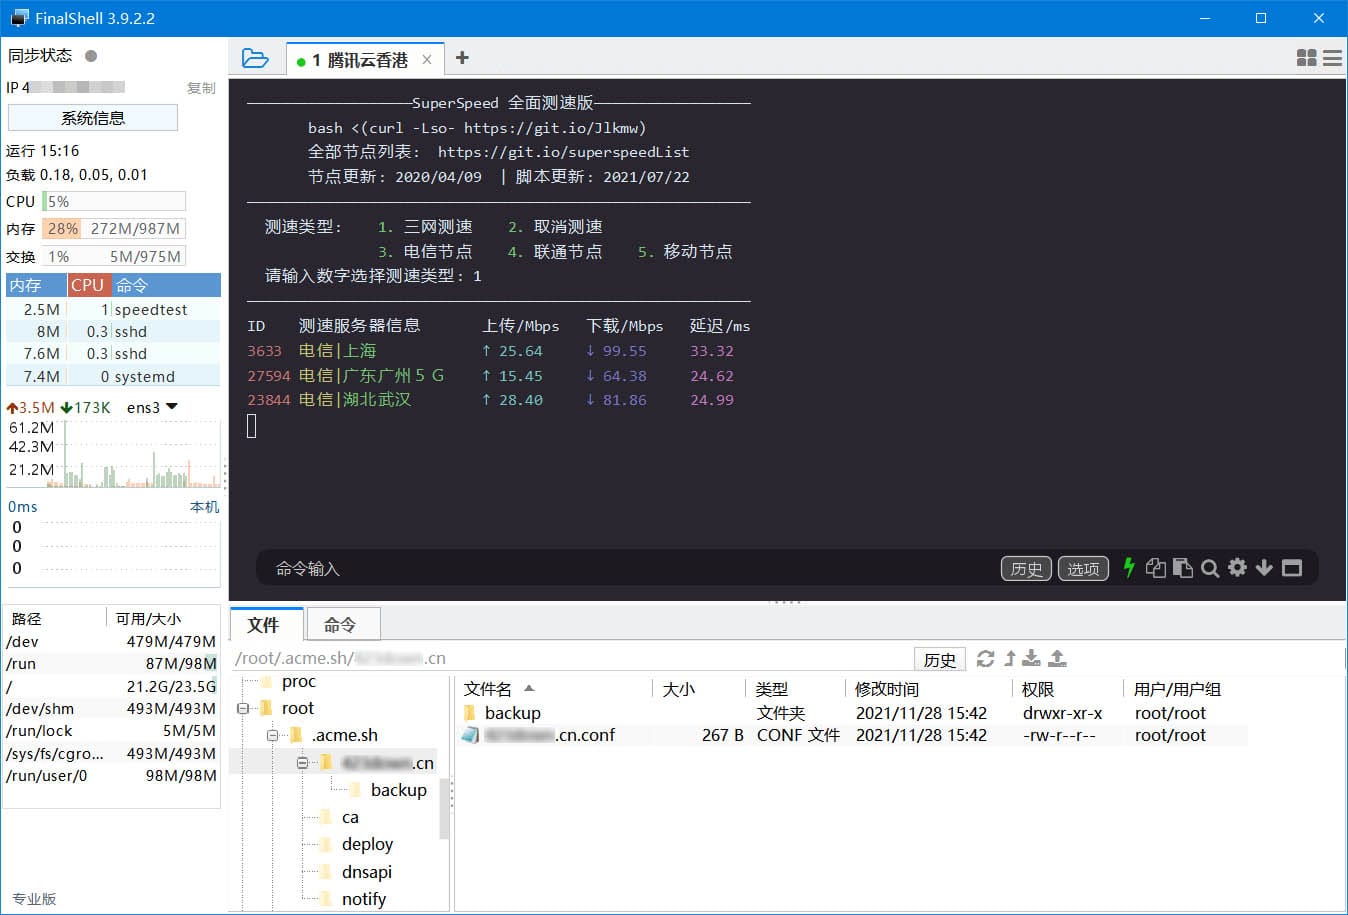 FinalShell 3.9.2.2
同步状态
IP 4
复制
系统信息
运行 15:16
负载 0.18, 0.05, 0.01
CPU 5%
内存 28% 272M/987M
交换 1% 5M/975M
内存 CPU 命令
2.5M 1 speedtest
8M 0.3 sshd
7.6M 0.3 sshd
7.4M 0 systemd
3.5M 173K ens3
61.2M
42.3M
21.2M
0ms 本机
0
0
0
路径 可用/大小
/dev 479M/479M
/run 87M/98M
/ 21.2G/23.5G
/dev/shm 493M/493M
/run/lock 5M/5M
/sys/fs/cgro... 493M/493M
/run/user/0 98M/98M
专业版
1 腾讯云香港 × +
———————————————————SuperSpeed 全面测速版——————————————————
bash <(curl -Lso- https://git.io/Jlkmw)
全部节点列表: https://git.io/superspeedList
节点更新: 2020/04/09 | 脚本更新: 2021/07/22
——————————————————————————————————————————————————————————
测速类型: 1. 三网测速 2. 取消测速
3. 电信节点 4. 联通节点 5. 移动节点
请输入数字选择测速类型: 1
——————————————————————————————————————————————————————————
ID 测速服务器信息 上传/Mbps 下载/Mbps 延迟/ms
3633 电信|上海 ↑ 25.64 ↓ 99.55 33.32
27594 电信|广东广州５Ｇ ↑ 15.45 ↓ 64.38 24.62
23844 电信|湖北武汉 ↑ 28.40 ↓ 81.86 24.99
命令输入 历史 选项
文件 命令
/root/.acme.sh/ .cn 历史
proc
root
.acme.sh
.cn
backup
ca
deploy
dnsapi
notify
文件名 大小 类型 修改时间 权限 用户/用户组
backup 文件夹 2021/11/28 15:42 drwxr-xr-x root/root
.cn.conf 267 B CONF 文件 2021/11/28 15:42 -rw-r--r-- root/root